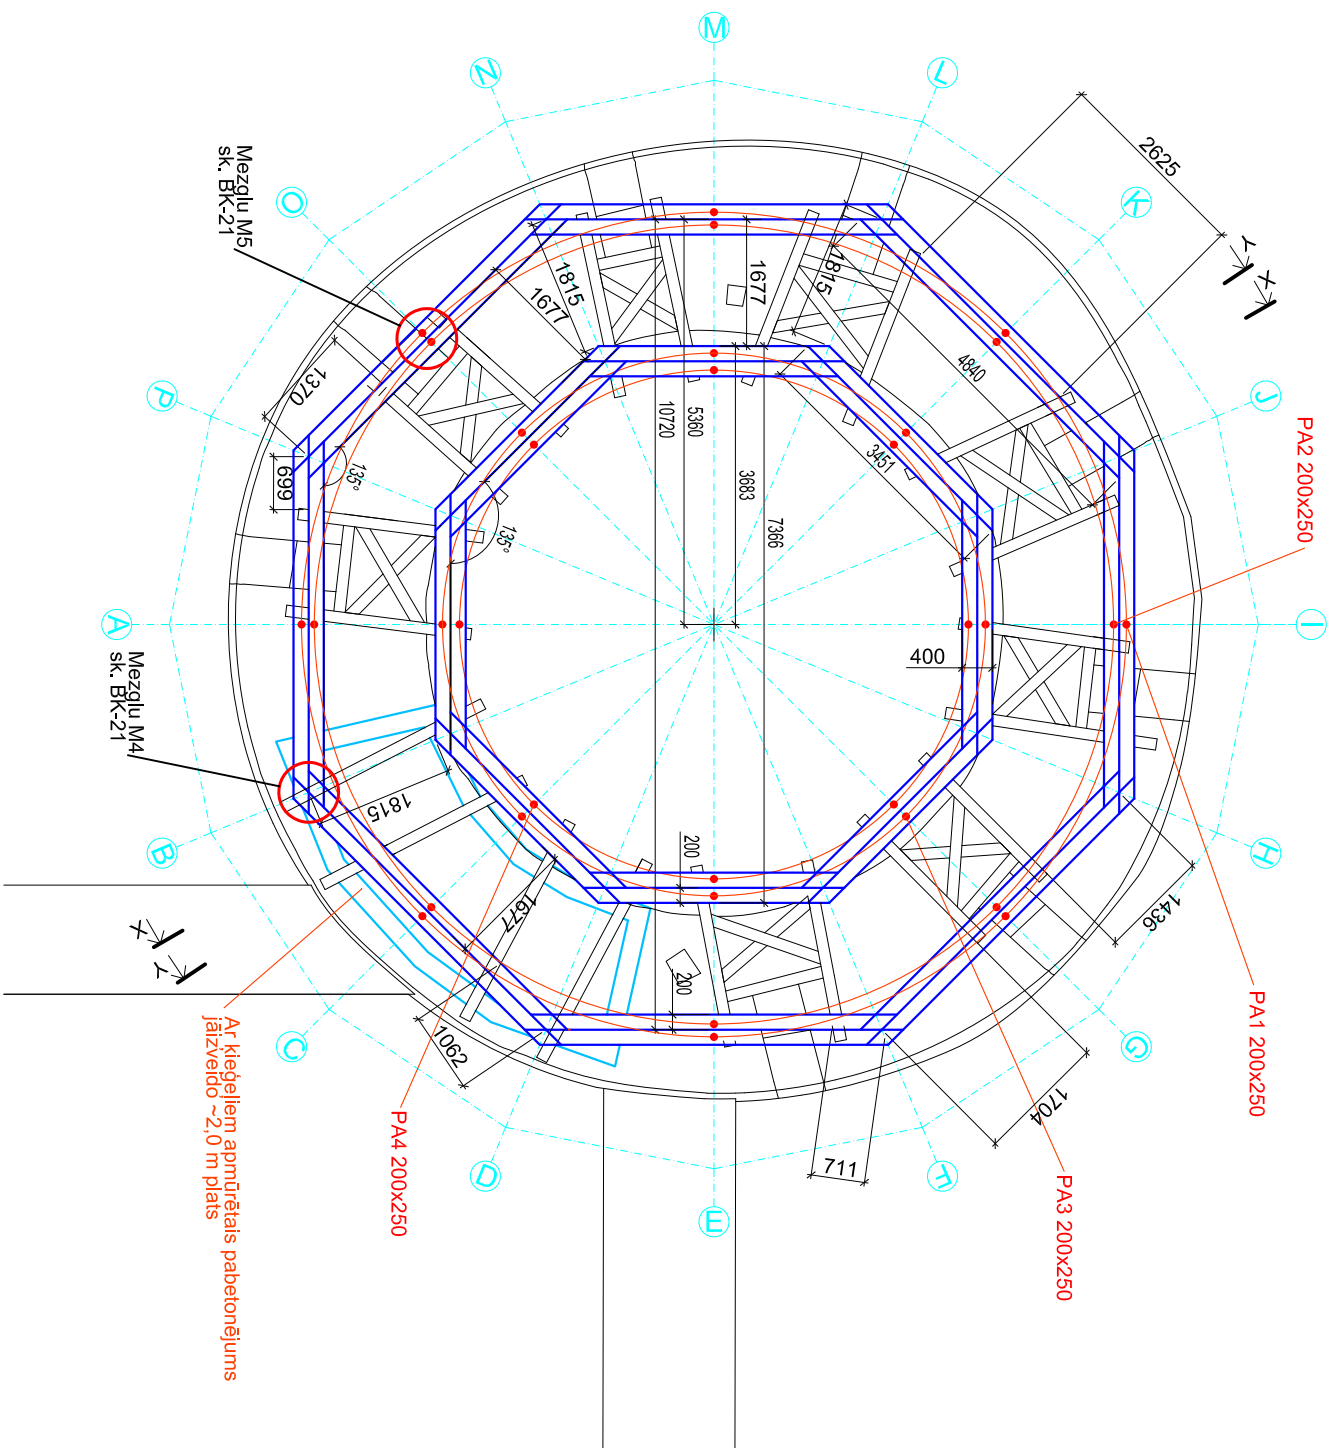 M
N
L
O
K
P
J
A
I
B
H
C
G
D
F
E
Mezglu M5
sk. BK-21
Mezglu M4
sk. BK-21
2625
Y
X
PA2 200x250
PA1 200x250
PA3 200x250
PA4 200x250
Ar ķieģeļiem apmūrētais pabetonējums
jāizveido ~2,0 m plats
1815
1677
1677
1815
4840
3451
5360
10720
3683
7366
1370
699
135°
135°
400
1815
1677
200
200
1062
711
1704
1436
X
Y